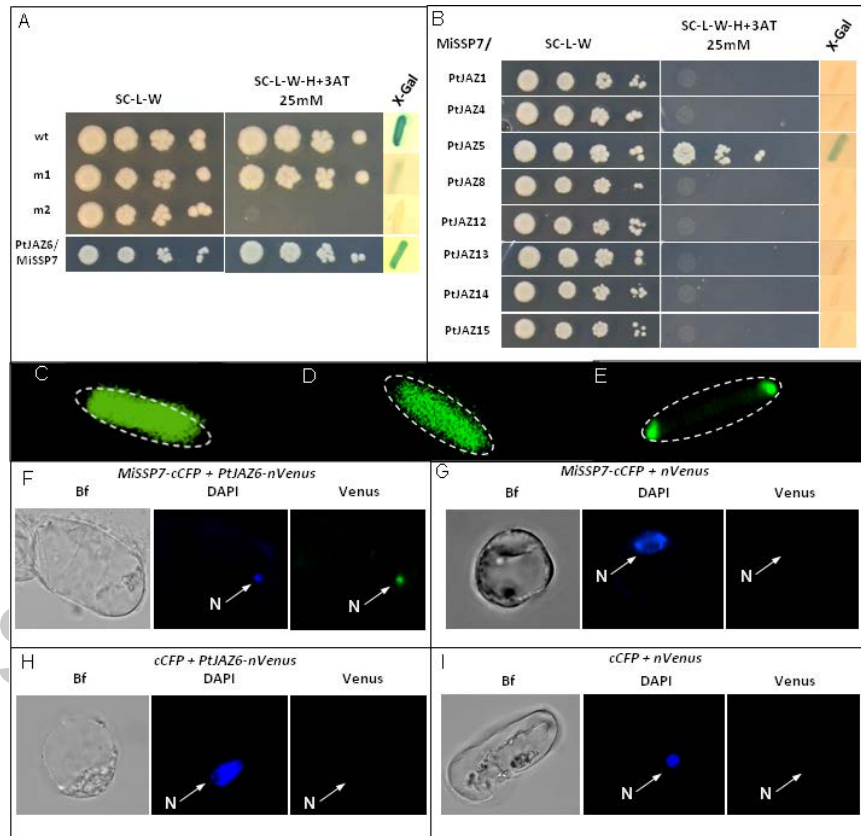 A
SC-L-W
SC-L-W-H+3AT
25mM
X-Gal
wt
m1
m2
PtJAZ6/
MiSSP7
B
MiSSP7/
SC-L-W
SC-L-W-H+3AT
25mM
X-Gal
PtJAZ1
PtJAZ4
PtJAZ5
PtJAZ8
PtJAZ12
PtJAZ13
PtJAZ14
PtJAZ15
C
D
E
F
MiSSP7-cCFP + PtJAZ6-nVenus
Bf
DAPI
Venus
N
N
G
MiSSP7-cCFP + nVenus
Bf
DAPI
Venus
N
N
H
cCFP + PtJAZ6-nVenus
Bf
DAPI
Venus
N
N
I
cCFP + nVenus
Bf
DAPI
Venus
N
N